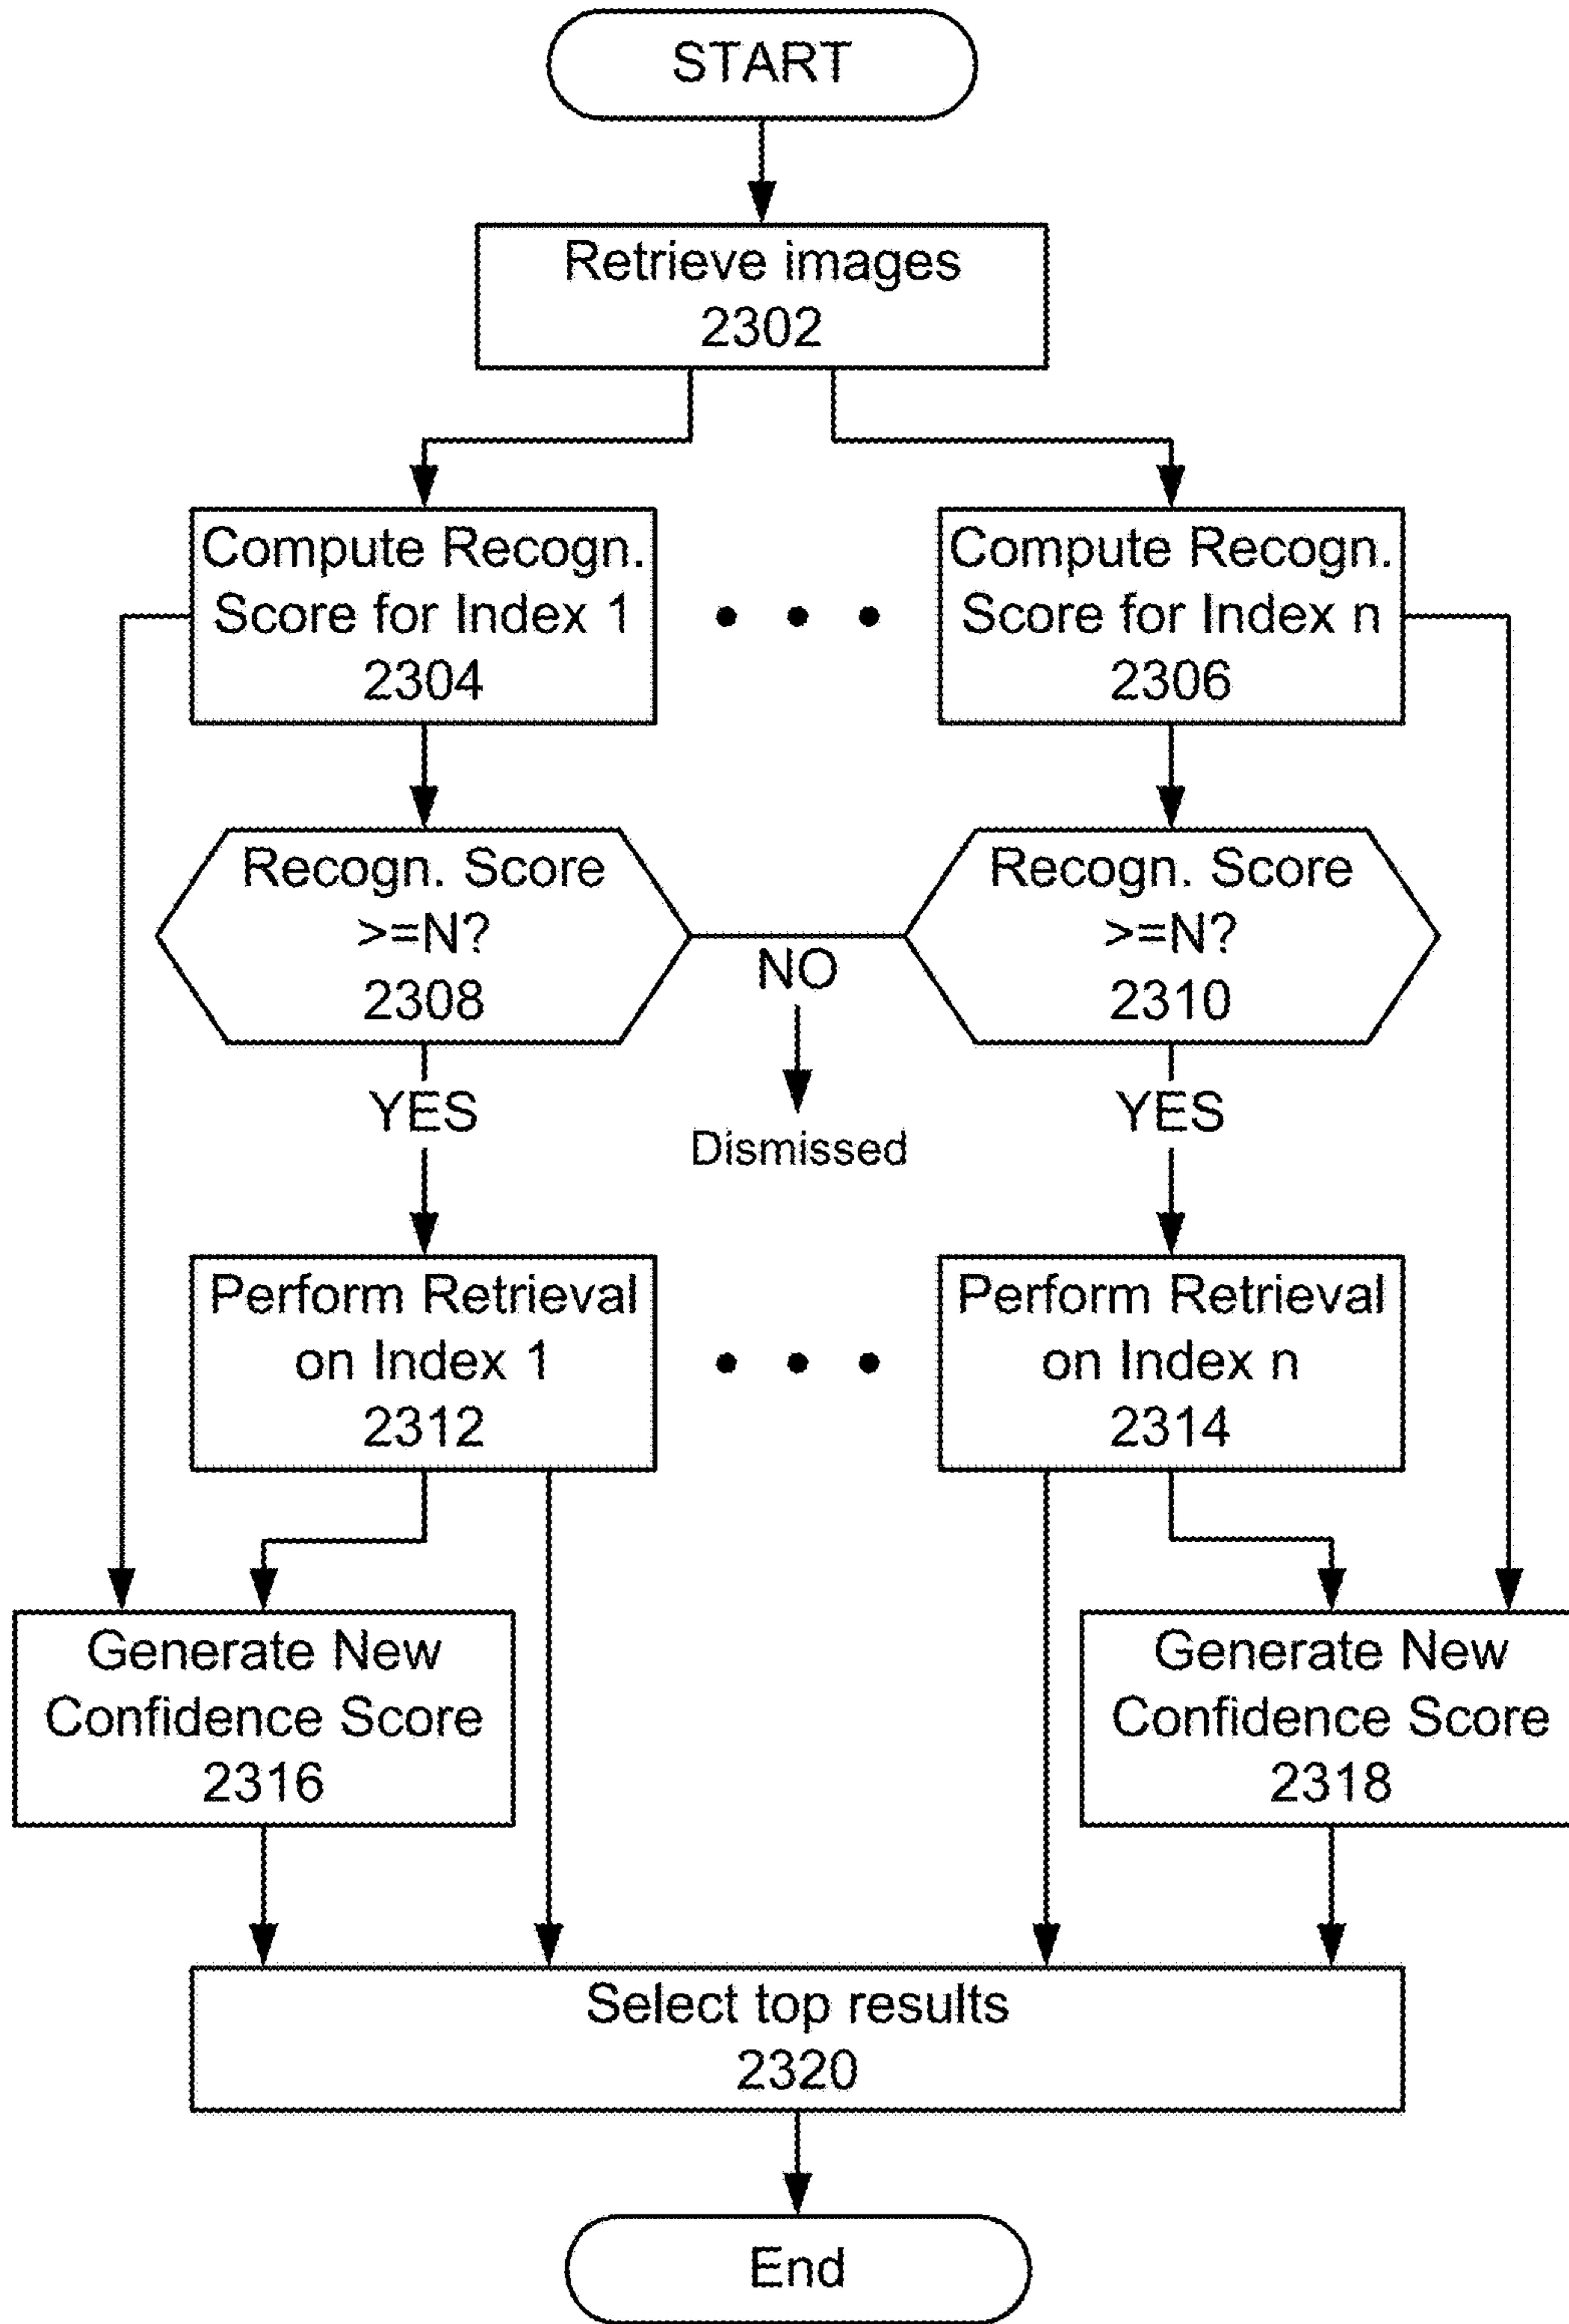 START
Retrieve images
2302
Compute Recogn.
Score for Index 1
2304
Compute Recogn.
Score for Index n
2306
Recogn. Score
>=N?
2308
NO
Recogn. Score
>=N?
2310
YES
Dismissed
YES
Perform Retrieval
on Index 1
2312
Perform Retrieval
on Index n
2314
Generate New
Confidence Score
2316
Generate New
Confidence Score
2318
Select top results
2320
End